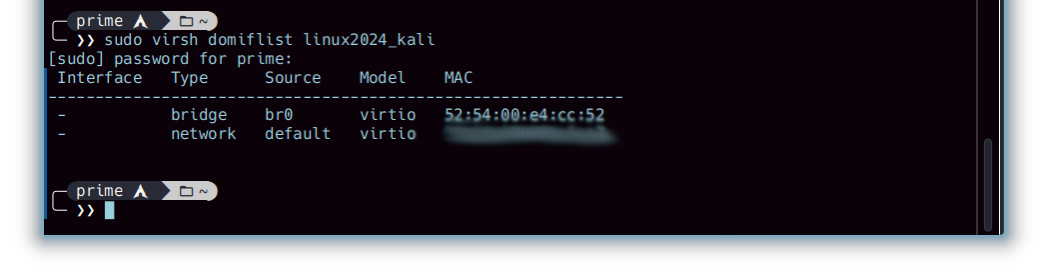 prime ~
❯❯ sudo virsh domiflist linux2024_kali
[sudo] password for prime:
Interface Type Source Model MAC
-------------------------------------------------------------
- bridge br0 virtio 52:54:00:e4:cc:52
- network default virtio
prime ~
❯❯